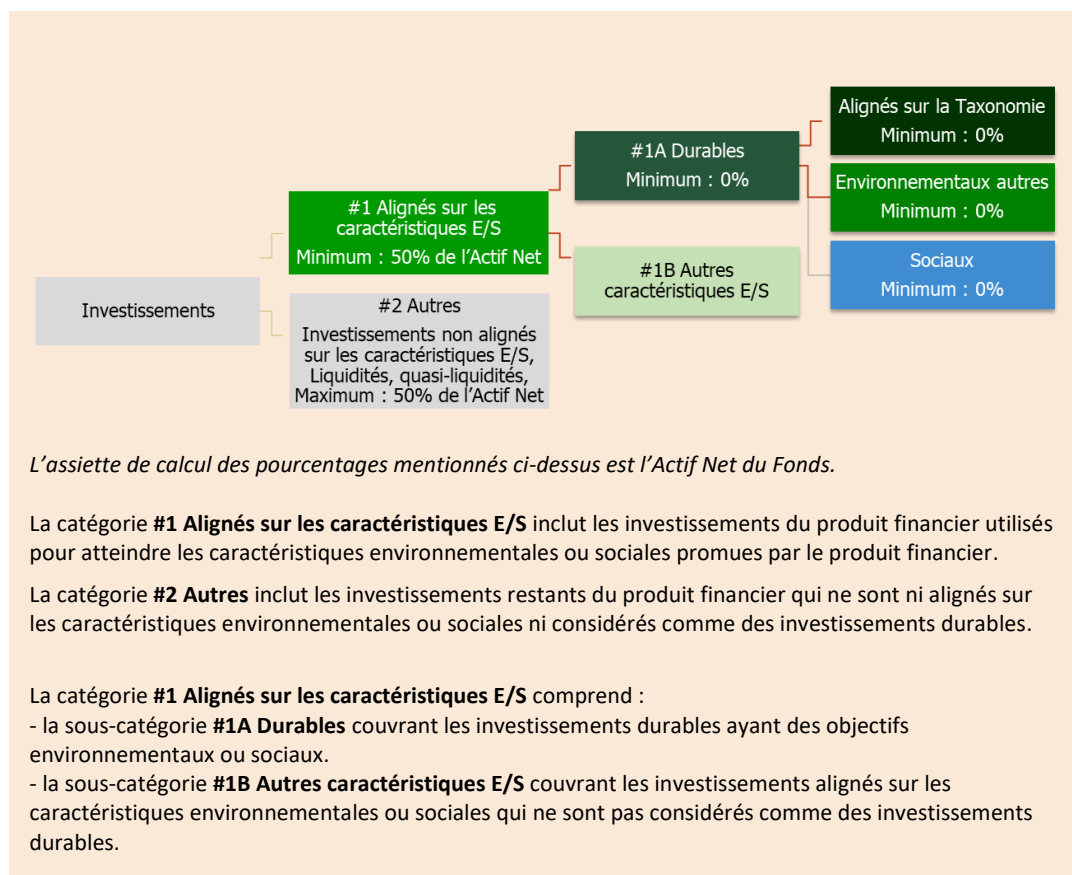 Alignés sur la Taxonomie
Minimum : 0%
#1A Durables
Minimum : 0%
Environnementaux autres
Minimum : 0%
#1 Alignés sur les
caractéristiques E/S
Minimum : 50% de l'Actif Net
Sociaux
Minimum : 0%
#1B Autres
caractéristiques E/S
Investissements
#2 Autres
Investissements non alignés
sur les caractéristiques E/S,
Liquidités, quasi-liquidités,
Maximum : 50% de l'Actif Net
L’assiette de calcul des pourcentages mentionnés ci-dessus est l’Actif Net du Fonds.
La catégorie #1 Alignés sur les caractéristiques E/S inclut les investissements du produit financier utilisés
pour atteindre les caractéristiques environnementales ou sociales promues par le produit financier.
La catégorie #2 Autres inclut les investissements restants du produit financier qui ne sont ni alignés sur
les caractéristiques environnementales ou sociales ni considérés comme des investissements durables.
La catégorie #1 Alignés sur les caractéristiques E/S comprend :
- la sous-catégorie #1A Durables couvrant les investissements durables ayant des objectifs
environnementaux ou sociaux.
- la sous-catégorie #1B Autres caractéristiques E/S couvrant les investissements alignés sur les
caractéristiques environnementales ou sociales qui ne sont pas considérés comme des investissements
durables.